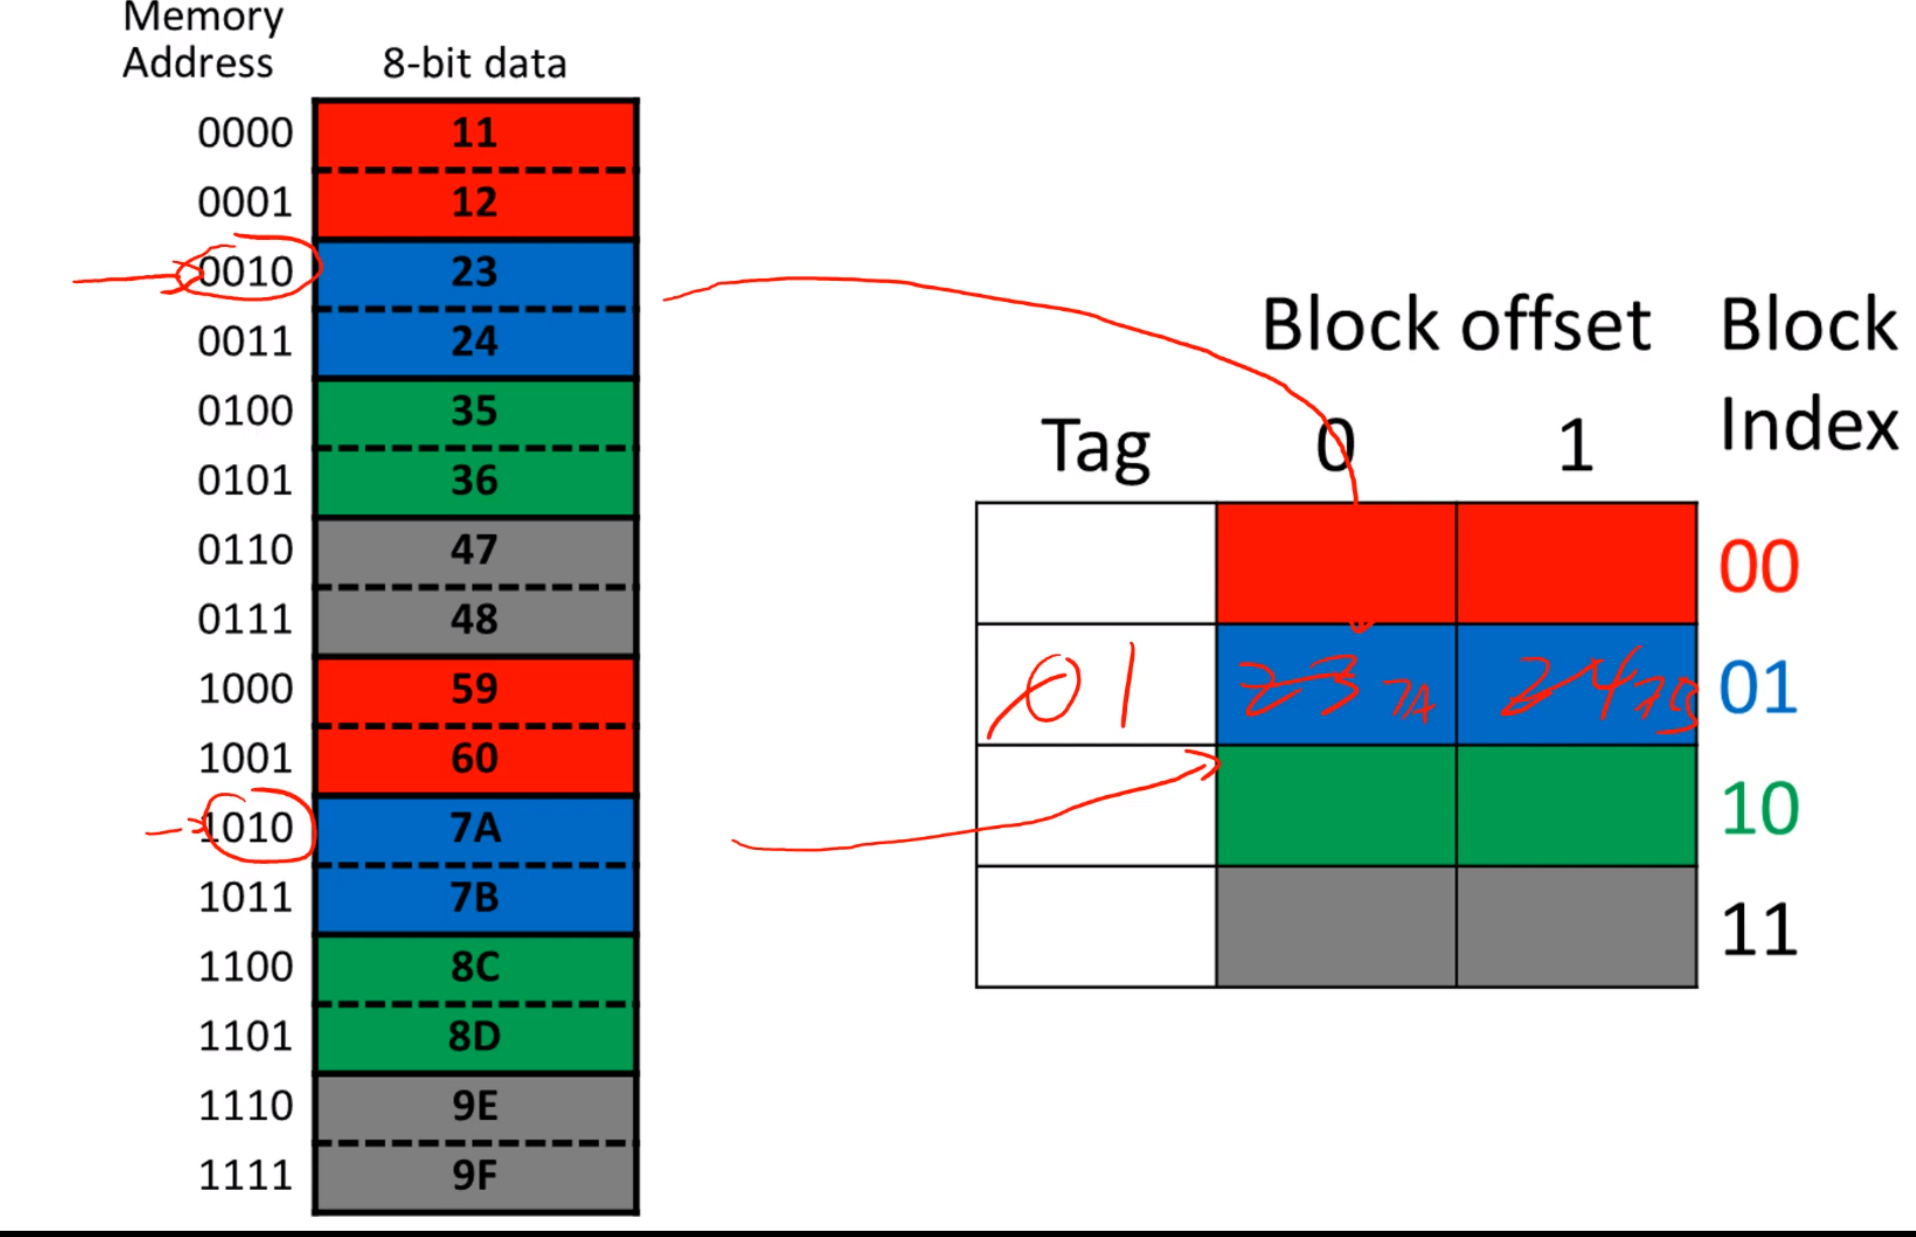 Memory
Address 8-bit data
0000 11
0001 12
0010 23
0011 24
0100 35
0101 36
0110 47
0111 48
1000 59
1001 60
1010 7A
1011 7B
1100 8C
1101 8D
1110 9E
1111 9F
Block offset Block
Index
Tag 0 1
00
0 1 23 7A 24 7B 01
10
11